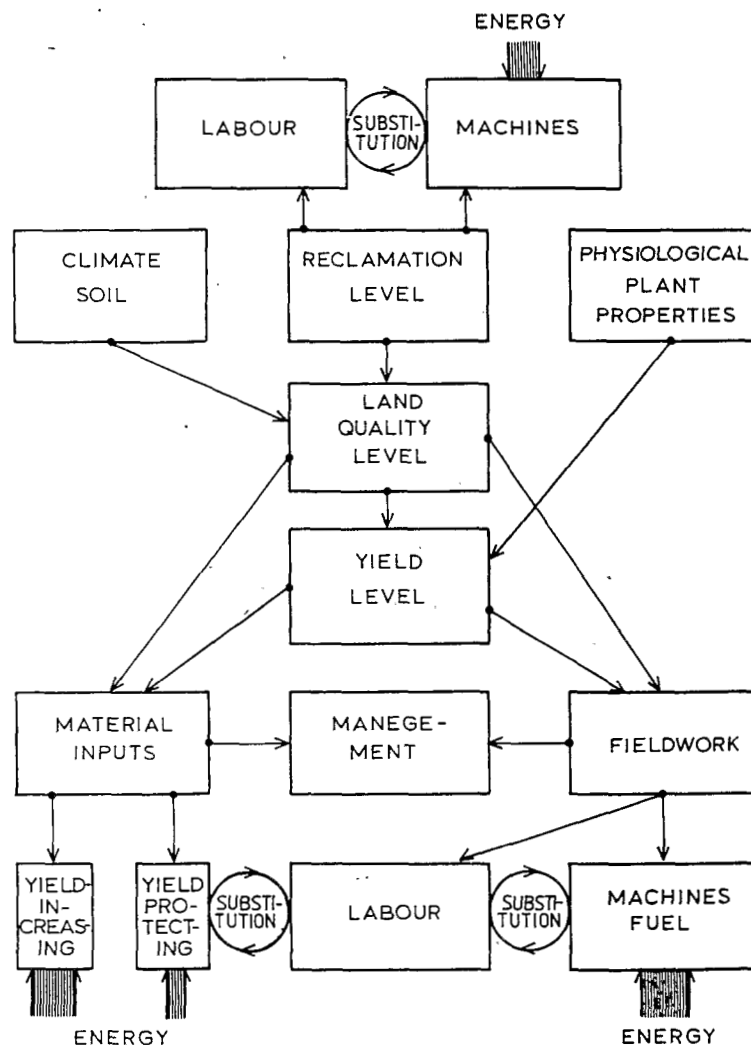 ENERGY
LABOUR
SUBSTI-
TUTION
MACHINES
CLIMATE
SOIL
RECLAMATION
LEVEL
PHYSIOLOGICAL
PLANT
PROPERTIES
LAND
QUALITY
LEVEL
YIELD
LEVEL
MATERIAL
INPUTS
MANEGE-
MENT
FIELDWORK
YIELD-
IN-
CREAS-
ING
YIELD
PRO-
TECT-
ING
SUBSTI-
TUTION
LABOUR
SUBSTI-
TUTION
MACHINES
FUEL
ENERGY
ENERGY